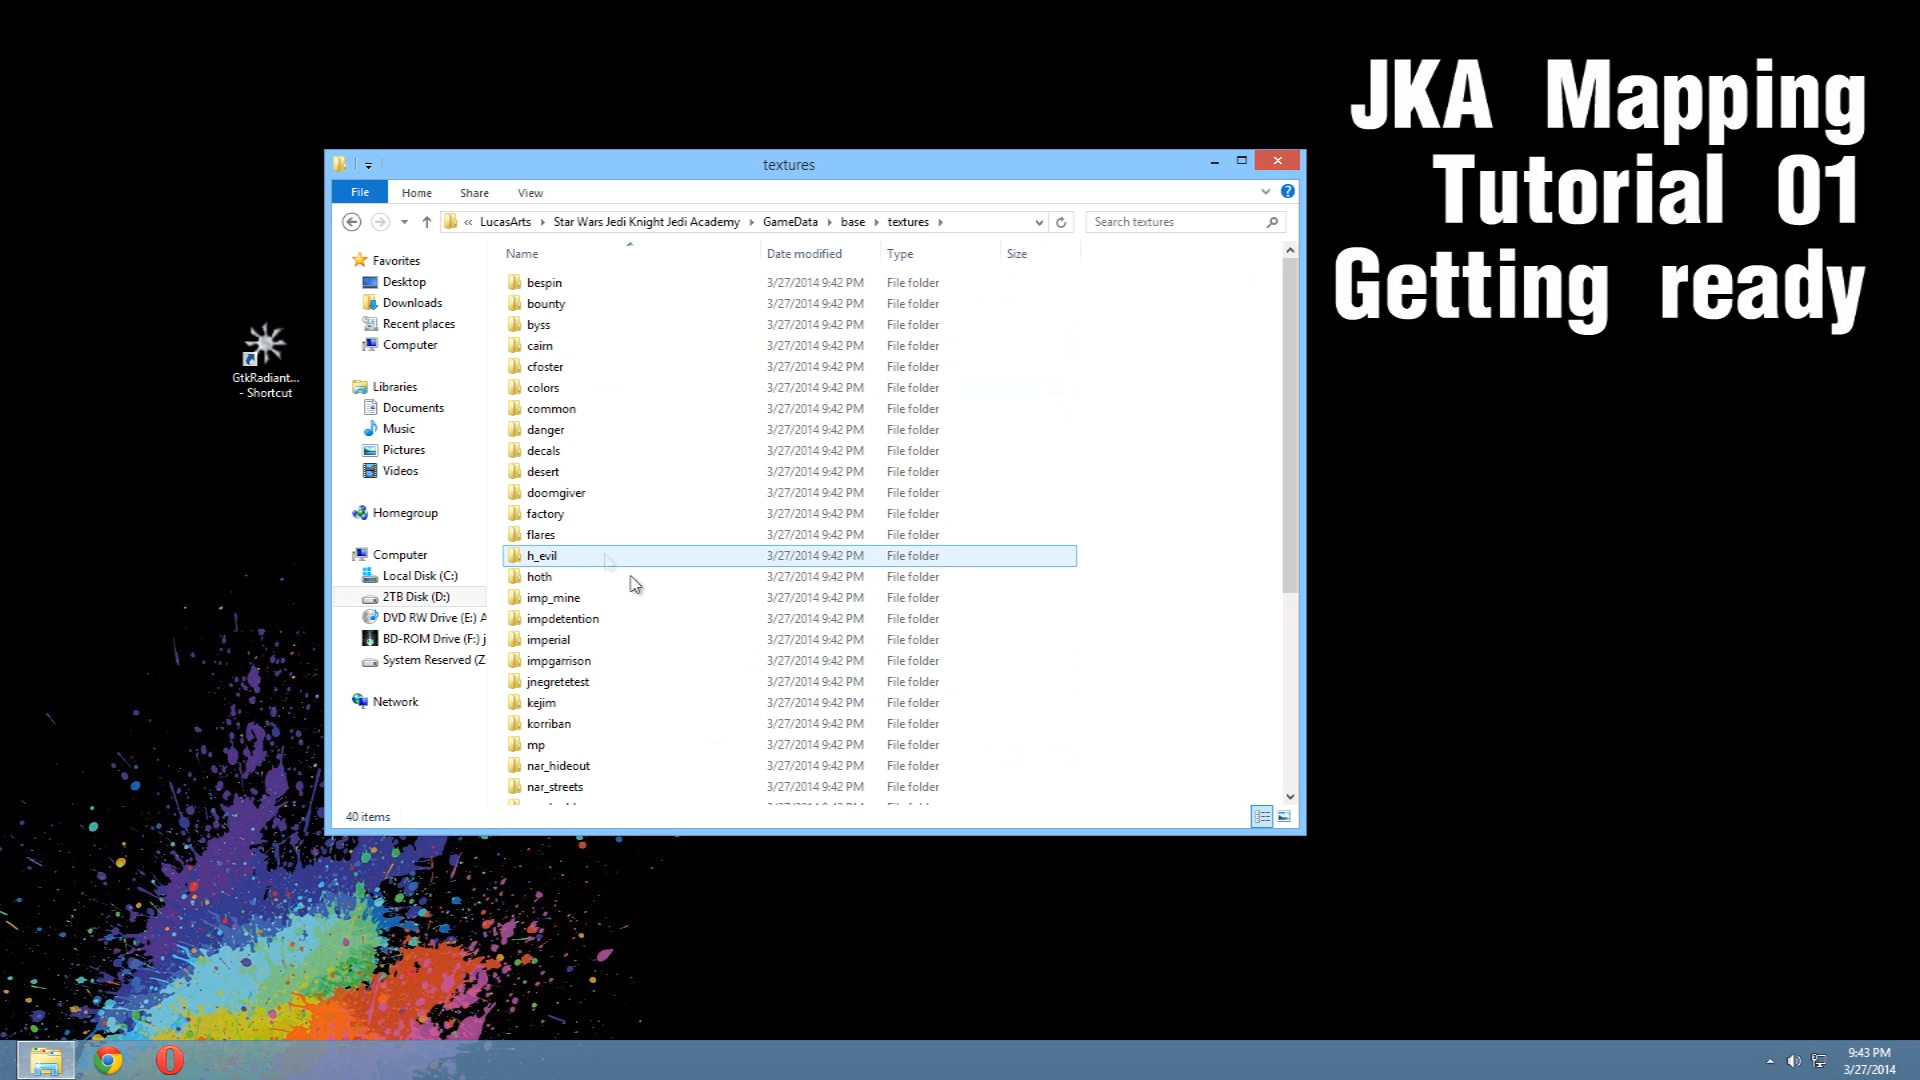 JKA Mapping
Tutorial 01
Getting ready
GtkRadiant...
- Shortcut
textures
File Home Share View
« LucasArts Star Wars Jedi Knight Jedi Academy GameData base textures
Search textures
Name Date modified Type Size
Favorites
Desktop
Downloads
Recent places
Computer
Libraries
Documents
Music
Pictures
Videos
Homegroup
Computer
Local Disk (C:)
2TB Disk (D:)
DVD RW Drive (E:) A
BD-ROM Drive (F:) j
System Reserved (Z
Network
bespin 3/27/2014 9:42 PM File folder
bounty 3/27/2014 9:42 PM File folder
byss 3/27/2014 9:42 PM File folder
cairn 3/27/2014 9:42 PM File folder
cfoster 3/27/2014 9:42 PM File folder
colors 3/27/2014 9:42 PM File folder
common 3/27/2014 9:42 PM File folder
danger 3/27/2014 9:42 PM File folder
decals 3/27/2014 9:42 PM File folder
desert 3/27/2014 9:42 PM File folder
doomgiver 3/27/2014 9:42 PM File folder
factory 3/27/2014 9:42 PM File folder
flares 3/27/2014 9:42 PM File folder
h_evil 3/27/2014 9:42 PM File folder
hoth 3/27/2014 9:42 PM File folder
imp_mine 3/27/2014 9:42 PM File folder
impdetention 3/27/2014 9:42 PM File folder
imperial 3/27/2014 9:42 PM File folder
impgarrison 3/27/2014 9:42 PM File folder
jnegretetest 3/27/2014 9:42 PM File folder
kejim 3/27/2014 9:42 PM File folder
korriban 3/27/2014 9:42 PM File folder
mp 3/27/2014 9:42 PM File folder
nar_hideout 3/27/2014 9:42 PM File folder
nar_streets 3/27/2014 9:42 PM File folder
40 items
9:43 PM
3/27/2014